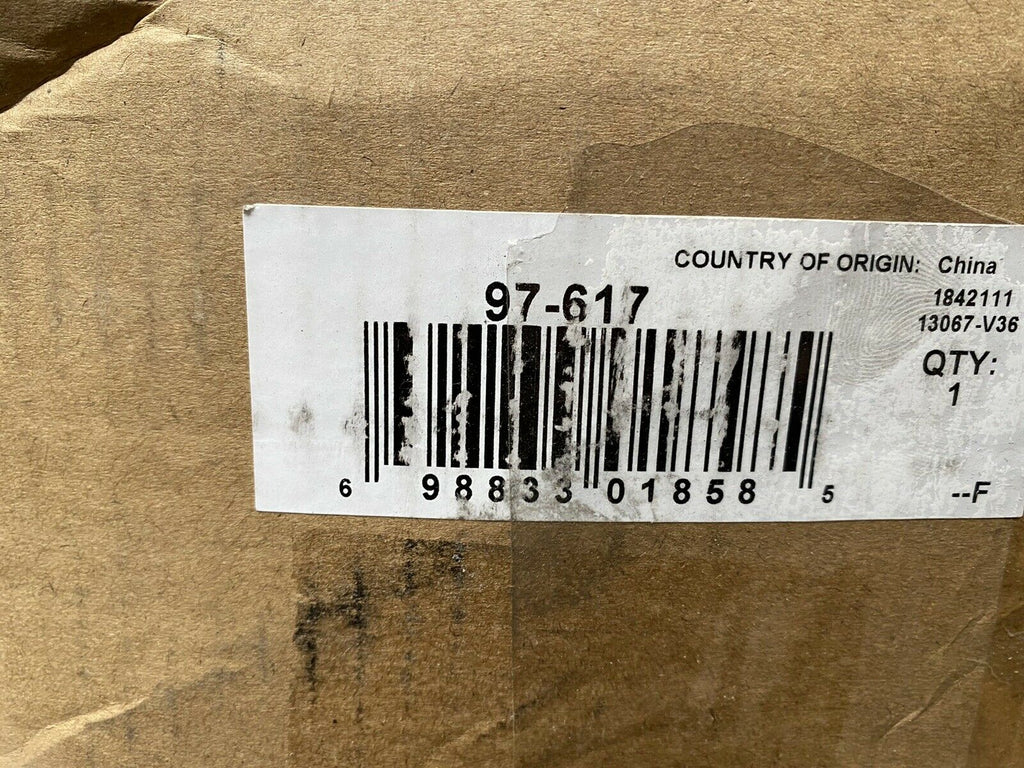 COUNTRY OF ORIGIN: China
97-617
1842111
13067-V36
QTY:
1
6 98833 01858 5
--F